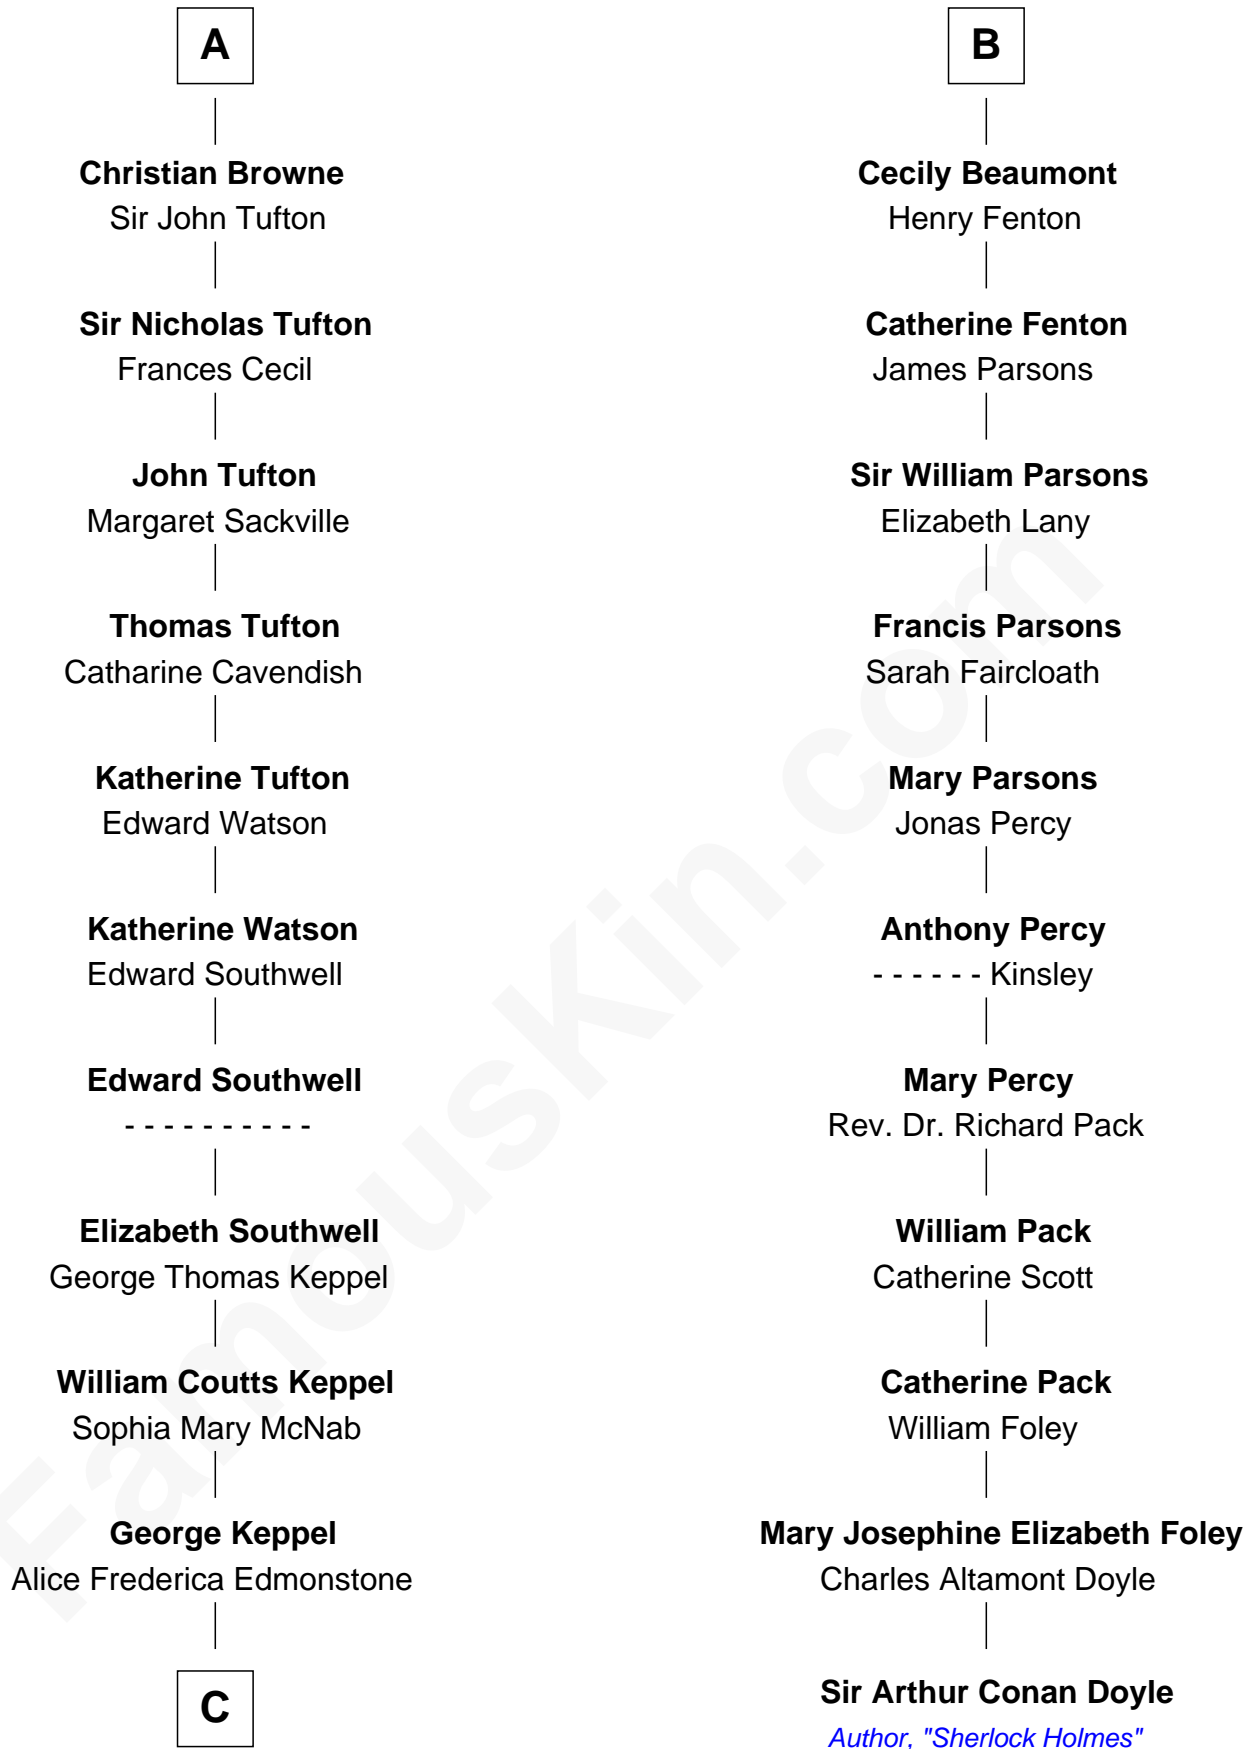 A
Christian Browne
Sir John Tufton
Sir Nicholas Tufton
Frances Cecil
John Tufton
Margaret Sackville
Thomas Tufton
Catharine Cavendish
Katherine Tufton
Edward Watson
Katherine Watson
Edward Southwell
Edward Southwell
- - - - - - - - - -
Elizabeth Southwell
George Thomas Keppel
William Coutts Keppel
Sophia Mary McNab
George Keppel
Alice Frederica Edmonstone
C
B
Cecily Beaumont
Henry Fenton
Catherine Fenton
James Parsons
Sir William Parsons
Elizabeth Lany
Francis Parsons
Sarah Faircloath
Mary Parsons
Jonas Percy
Anthony Percy
- - - - - - Kinsley
Mary Percy
Rev. Dr. Richard Pack
William Pack
Catherine Scott
Catherine Pack
William Foley
Mary Josephine Elizabeth Foley
Charles Altamont Doyle
Sir Arthur Conan Doyle
Author, "Sherlock Holmes"
FamousKin.com